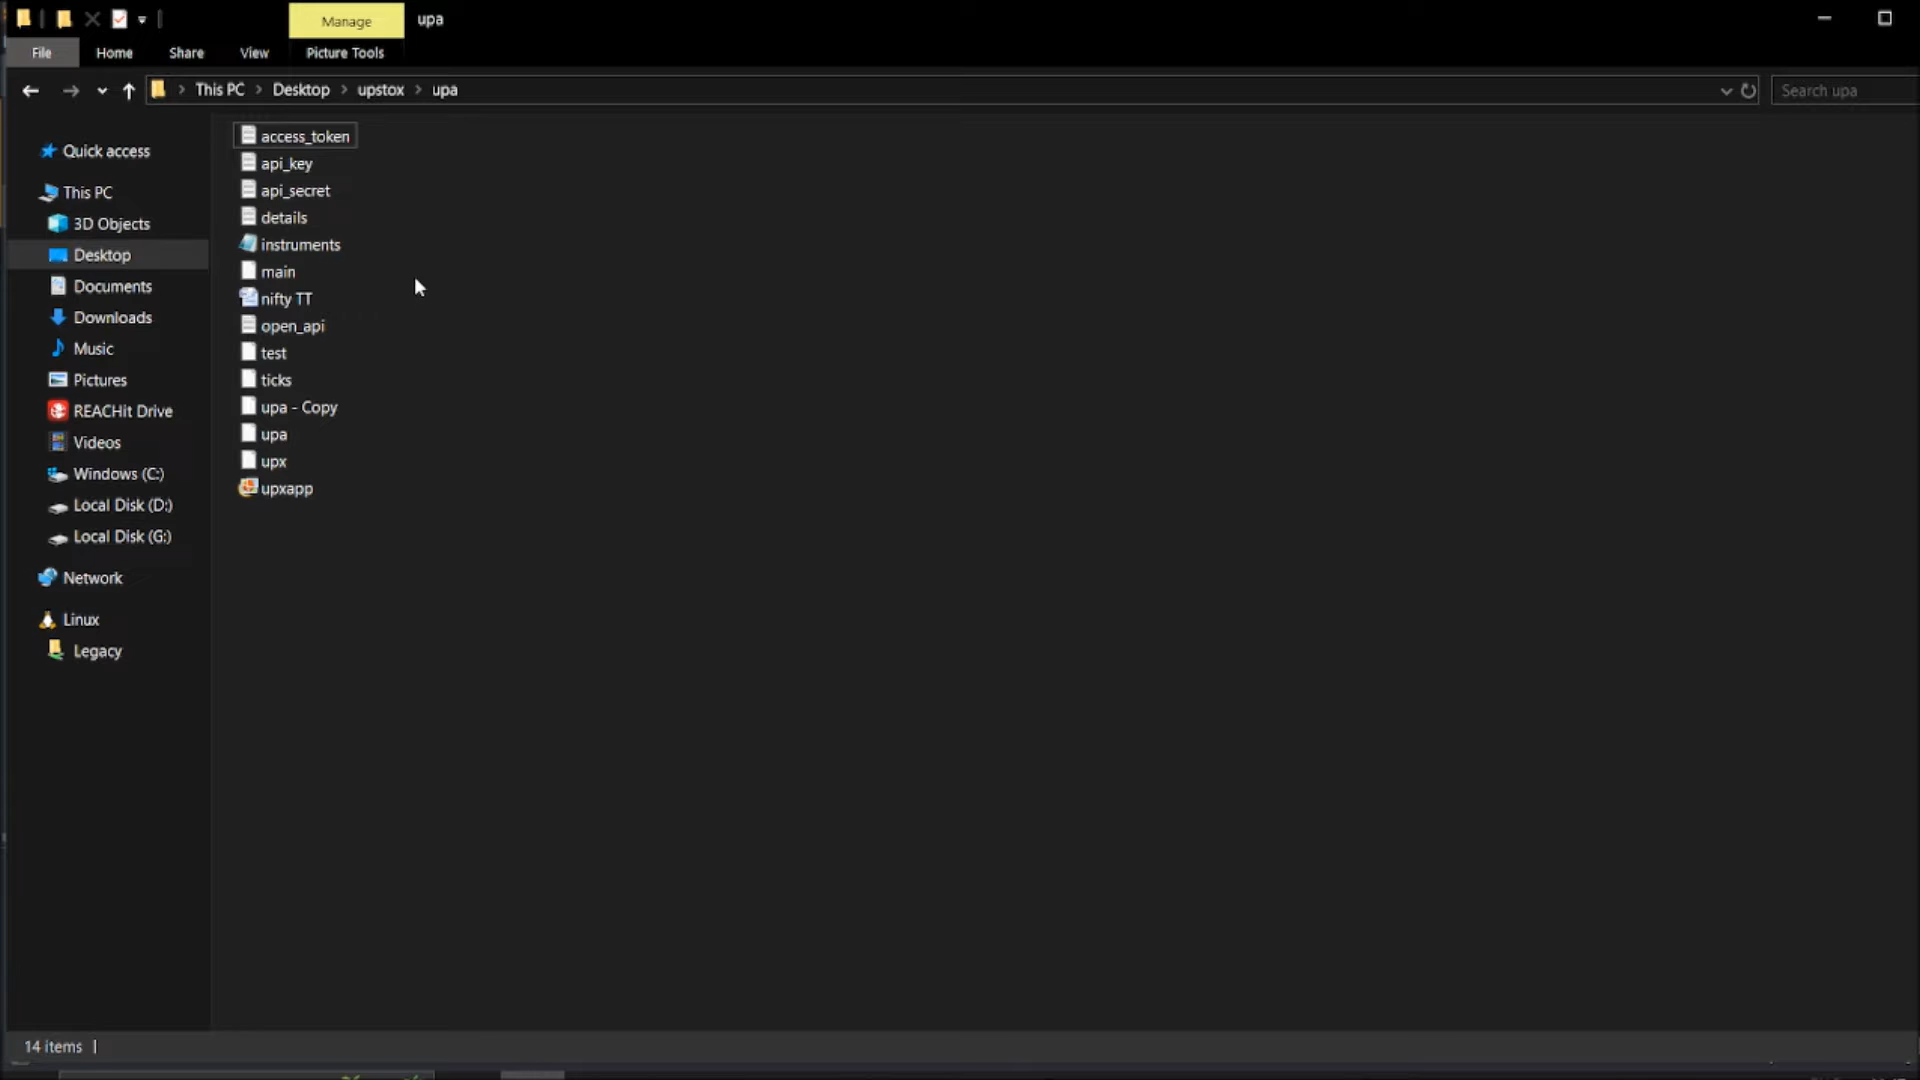 Manage
upa
File
Home
Share
View
Picture Tools
This PC
Desktop
upstox
upa
Search upa
Quick access
This PC
3D Objects
Desktop
Documents
Downloads
Music
Pictures
REACHit Drive
Videos
Windows (C:)
Local Disk (D:)
Local Disk (G:)
Network
Linux
Legacy
access_token
api_key
api_secret
details
instruments
main
nifty TT
open_api
test
ticks
upa - Copy
upa
upx
upxapp
14 items